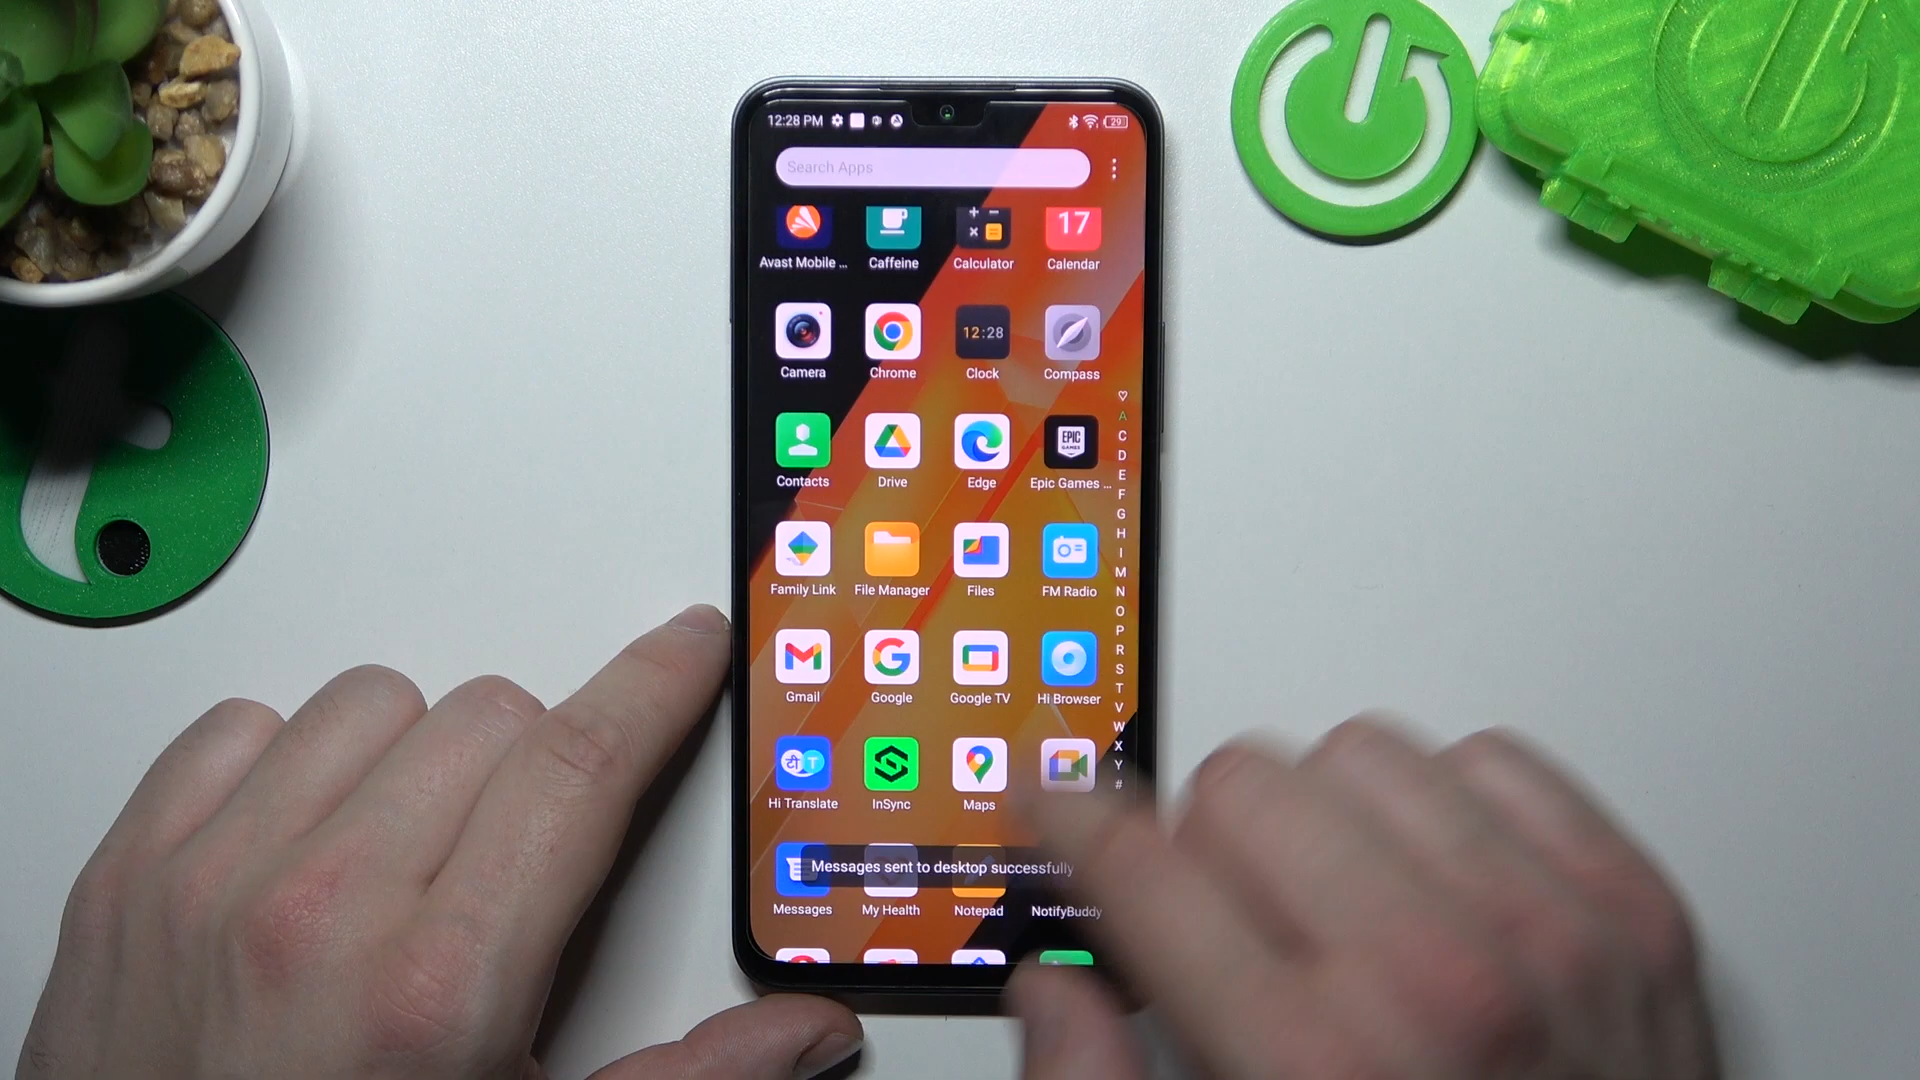 12:28 PM 29
Search Apps
17
Avast Mobile ... Caffeine Calculator Calendar
12:28
Camera Chrome Clock Compass
EPIC
GAMES
Contacts Drive Edge Epic Games ...
Family Link File Manager Files FM Radio
Gmail Google Google TV Hi Browser
टी T
Hi Translate InSync Maps
Messages sent to desktop successfully
Messages My Health Notepad NotifyBuddy
A
C
D
E
F
G
H
I
M
N
O
P
R
S
T
V
W
X
Y
#